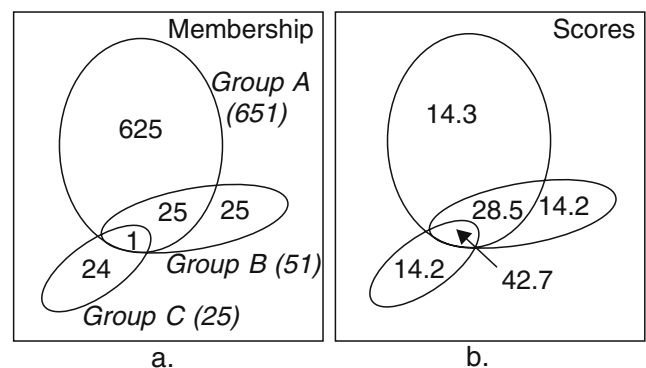 Membership
Group A
(651)
625
25
25
1
24
Group B (51)
Group C (25)
a.
Scores
14.3
28.5
14.2
14.2
42.7
b.